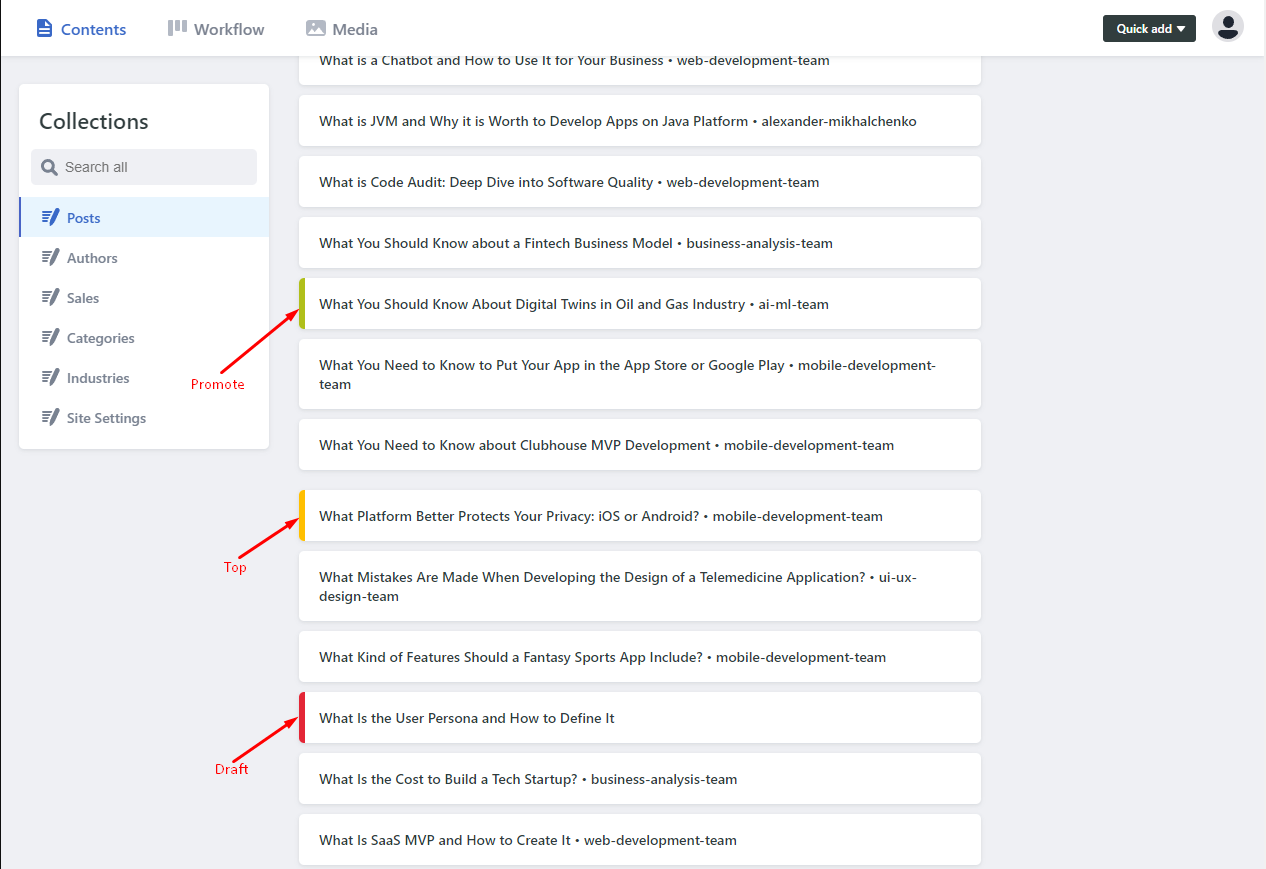 Contents
Workflow
Media
Quick add
Collections
Search all
Posts
Authors
Sales
Categories
Industries
Site Settings
What is a Chatbot and How to Use It for Your Business • web-development-team
What is JVM and Why it is Worth to Develop Apps on Java Platform • alexander-mikhalchenko
What is Code Audit: Deep Dive into Software Quality • web-development-team
What You Should Know about a Fintech Business Model • business-analysis-team
What You Should Know About Digital Twins in Oil and Gas Industry • ai-ml-team
Promote
What You Need to Know to Put Your App in the App Store or Google Play • mobile-development-
team
What You Need to Know about Clubhouse MVP Development • mobile-development-team
What Platform Better Protects Your Privacy: iOS or Android? • mobile-development-team
Top
What Mistakes Are Made When Developing the Design of a Telemedicine Application? • ui-ux-
design-team
What Kind of Features Should a Fantasy Sports App Include? • mobile-development-team
What Is the User Persona and How to Define It
Draft
What Is the Cost to Build a Tech Startup? • business-analysis-team
What Is SaaS MVP and How to Create It • web-development-team